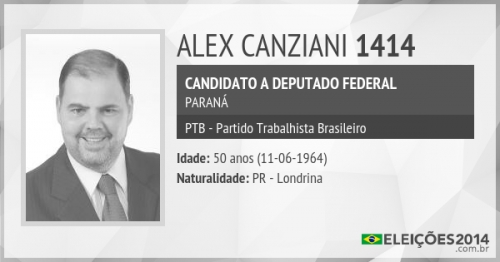 ALEX CANZIANI 1414
CANDIDATO A DEPUTADO FEDERAL
PARANÁ
PTB - Partido Trabalhista Brasileiro
Idade: 50 anos (11-06-1964)
Naturalidade: PR - Londrina
ELEIÇÕES2014
.com.br